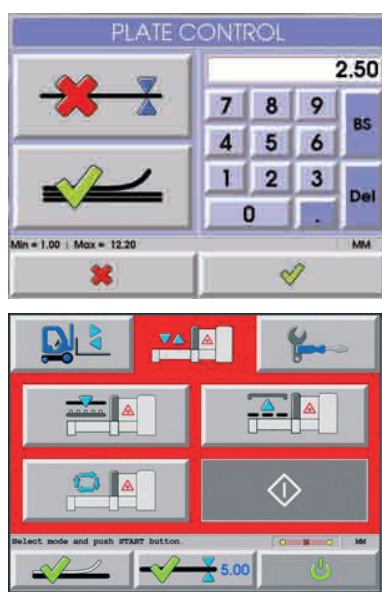 PLATE CONTROL
2.50
7 8 9 BS
4 5 6
1 2 3 Del
0 .
Min = 1.00 : Max = 12.20 MM
Select mode and push START button. MM
5.00